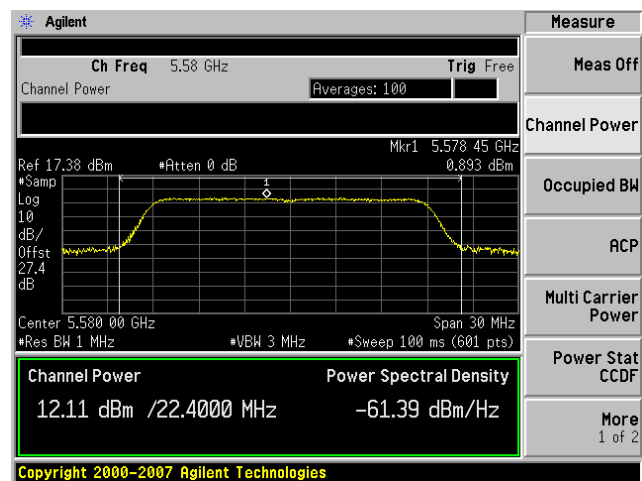 Agilent
Measure
Ch Freq 5.58 GHz Trig Free
Meas Off
Channel Power Averages: 100
Channel Power
Mkr1 5.578 45 GHz
Ref 17.38 dBm #Atten 0 dB 0.893 dBm
#Samp
1
Occupied BW
Log
10
dB/
Offst
27.4
dB
ACP
Multi Carrier
Power
Center 5.580 00 GHz Span 30 MHz
#Res BW 1 MHz #VBW 3 MHz #Sweep 100 ms (601 pts)
Power Stat
CCDF
Channel Power Power Spectral Density
12.11 dBm /22.4000 MHz -61.39 dBm/Hz
More
1 of 2
Copyright 2000-2007 Agilent Technologies